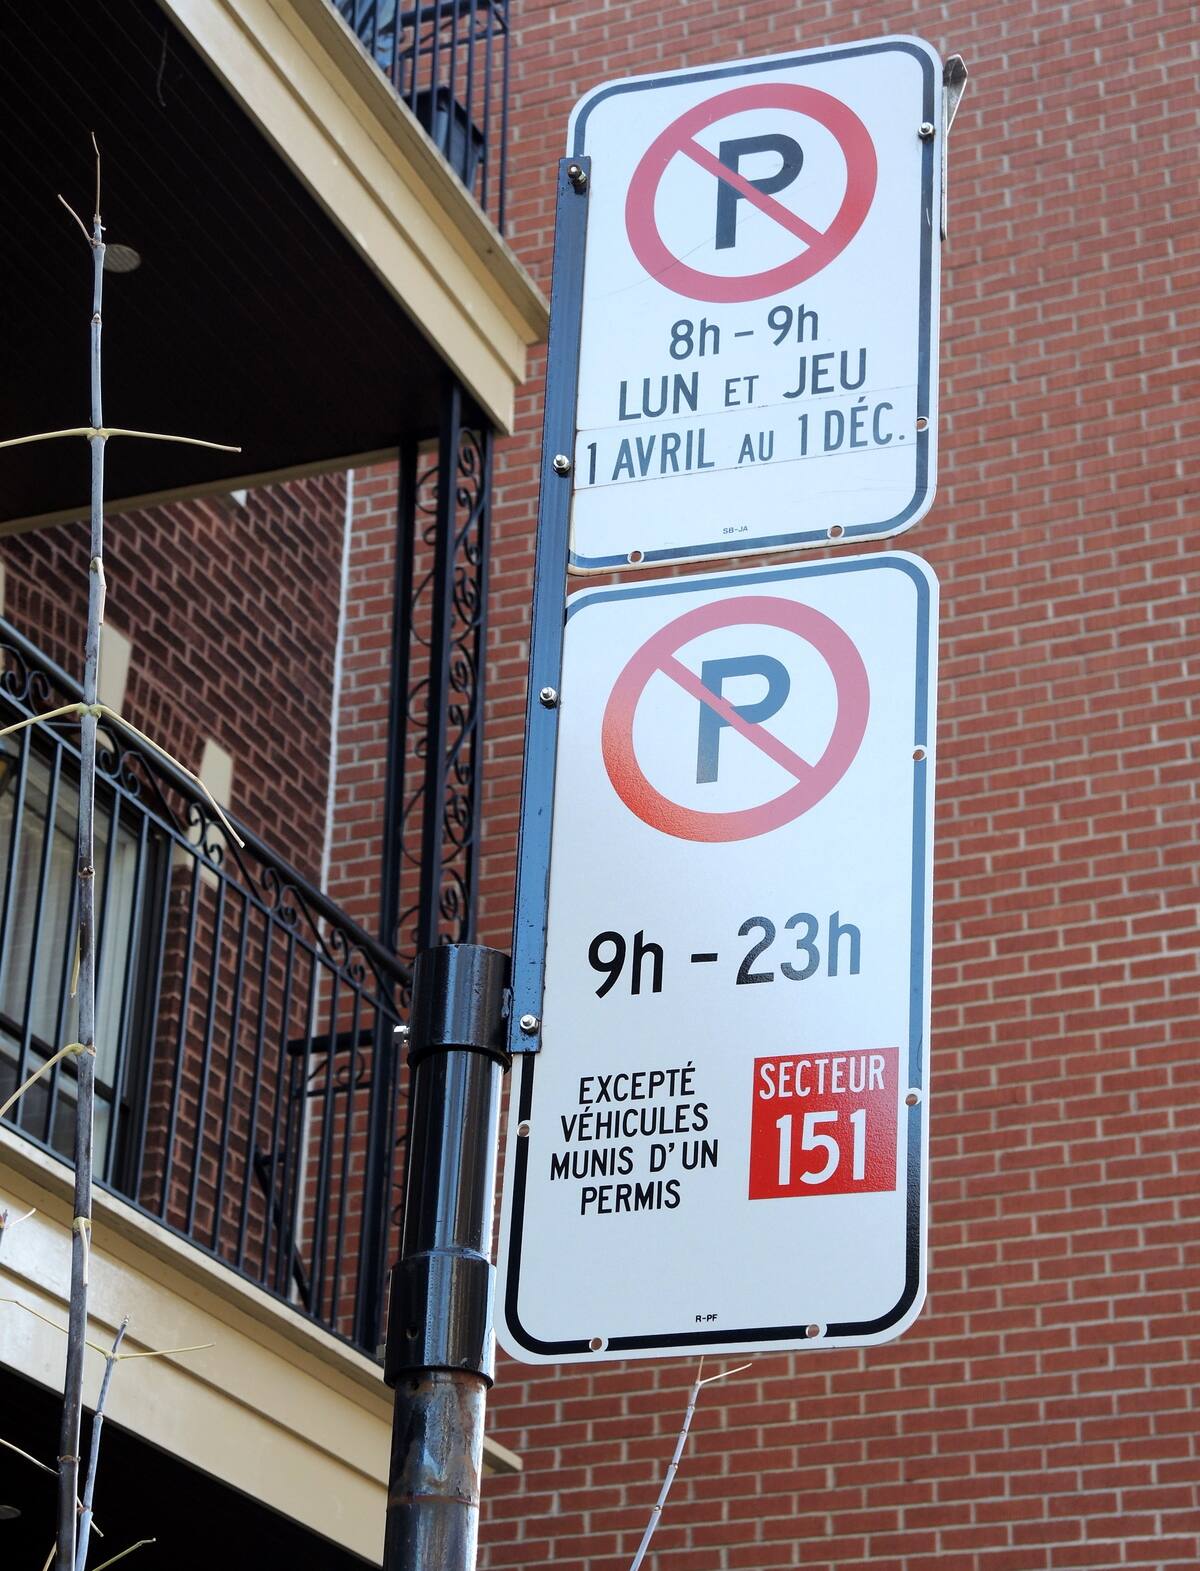 P
8h – 9h
LUN ET JEU
1 AVRIL AU 1 DÉC.
SB-JA
P
9h – 23h
EXCEPTÉ
VÉHICULES
MUNIS D'UN
PERMIS
SECTEUR
151
R-PF